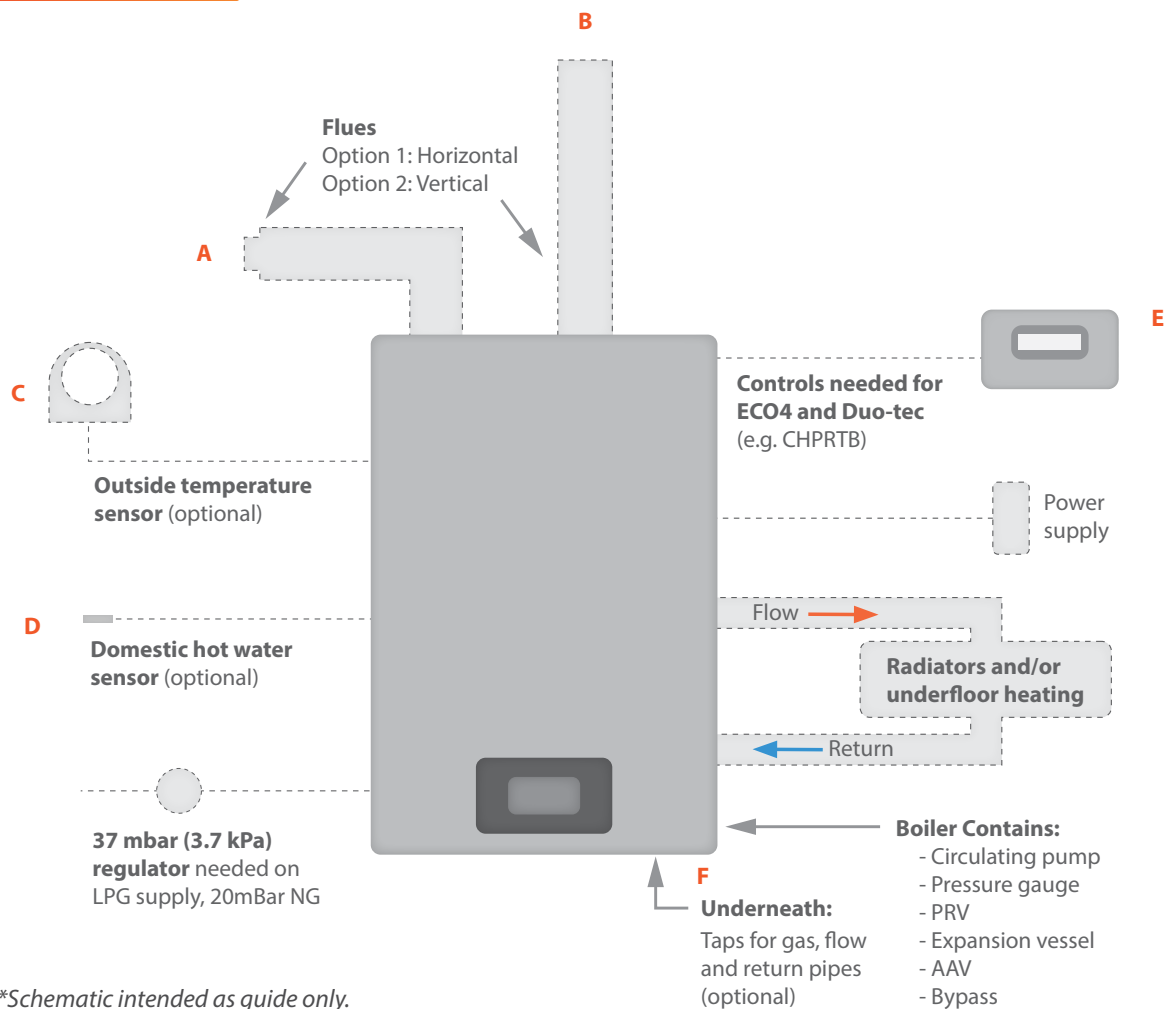 B
Flues
Option 1: Horizontal
Option 2: Vertical
A
E
C
Controls needed for
ECO4 and Duo-tec
(e.g. CHPRTB)
Outside temperature
sensor (optional)
Power
supply
D
Domestic hot water
sensor (optional)
Flow
Radiators and/or
underfloor heating
Return
37 mbar (3.7 kPa)
regulator needed on
LPG supply, 20mBar NG
F
Underneath:
Taps for gas, flow
and return pipes
(optional)
Boiler Contains:
- Circulating pump
- Pressure gauge
- PRV
- Expansion vessel
- AAV
- Bypass
*Schematic intended as guide only.